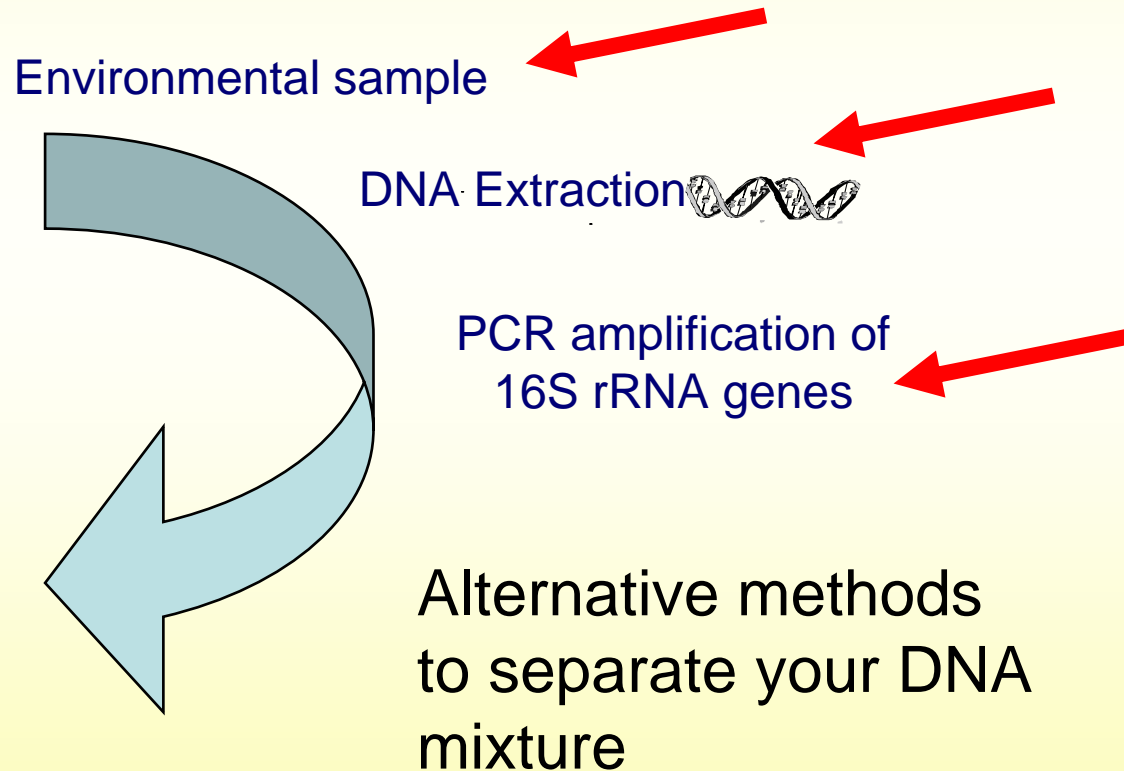 Environmental sample
DNA Extraction
PCR amplification of
16S rRNA genes
Alternative methods
to separate your DNA
mixture